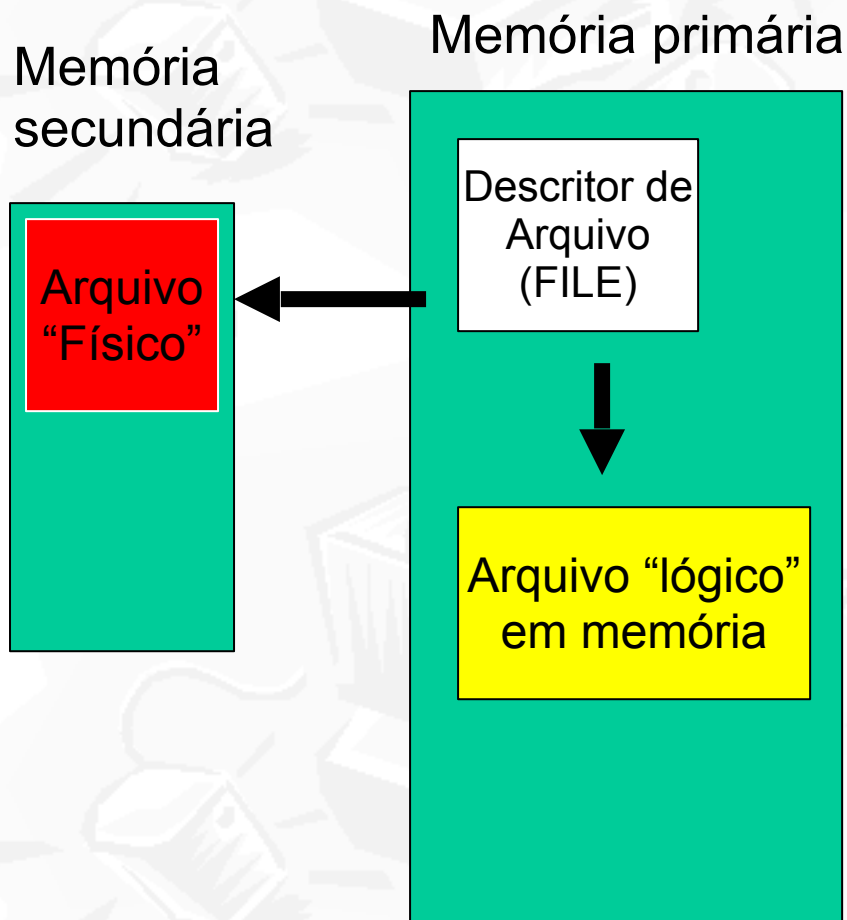 Memória
secundária
Memória primária
Descritor de
Arquivo
(FILE)
Arquivo
“Físico”
Arquivo “lógico”
em memória